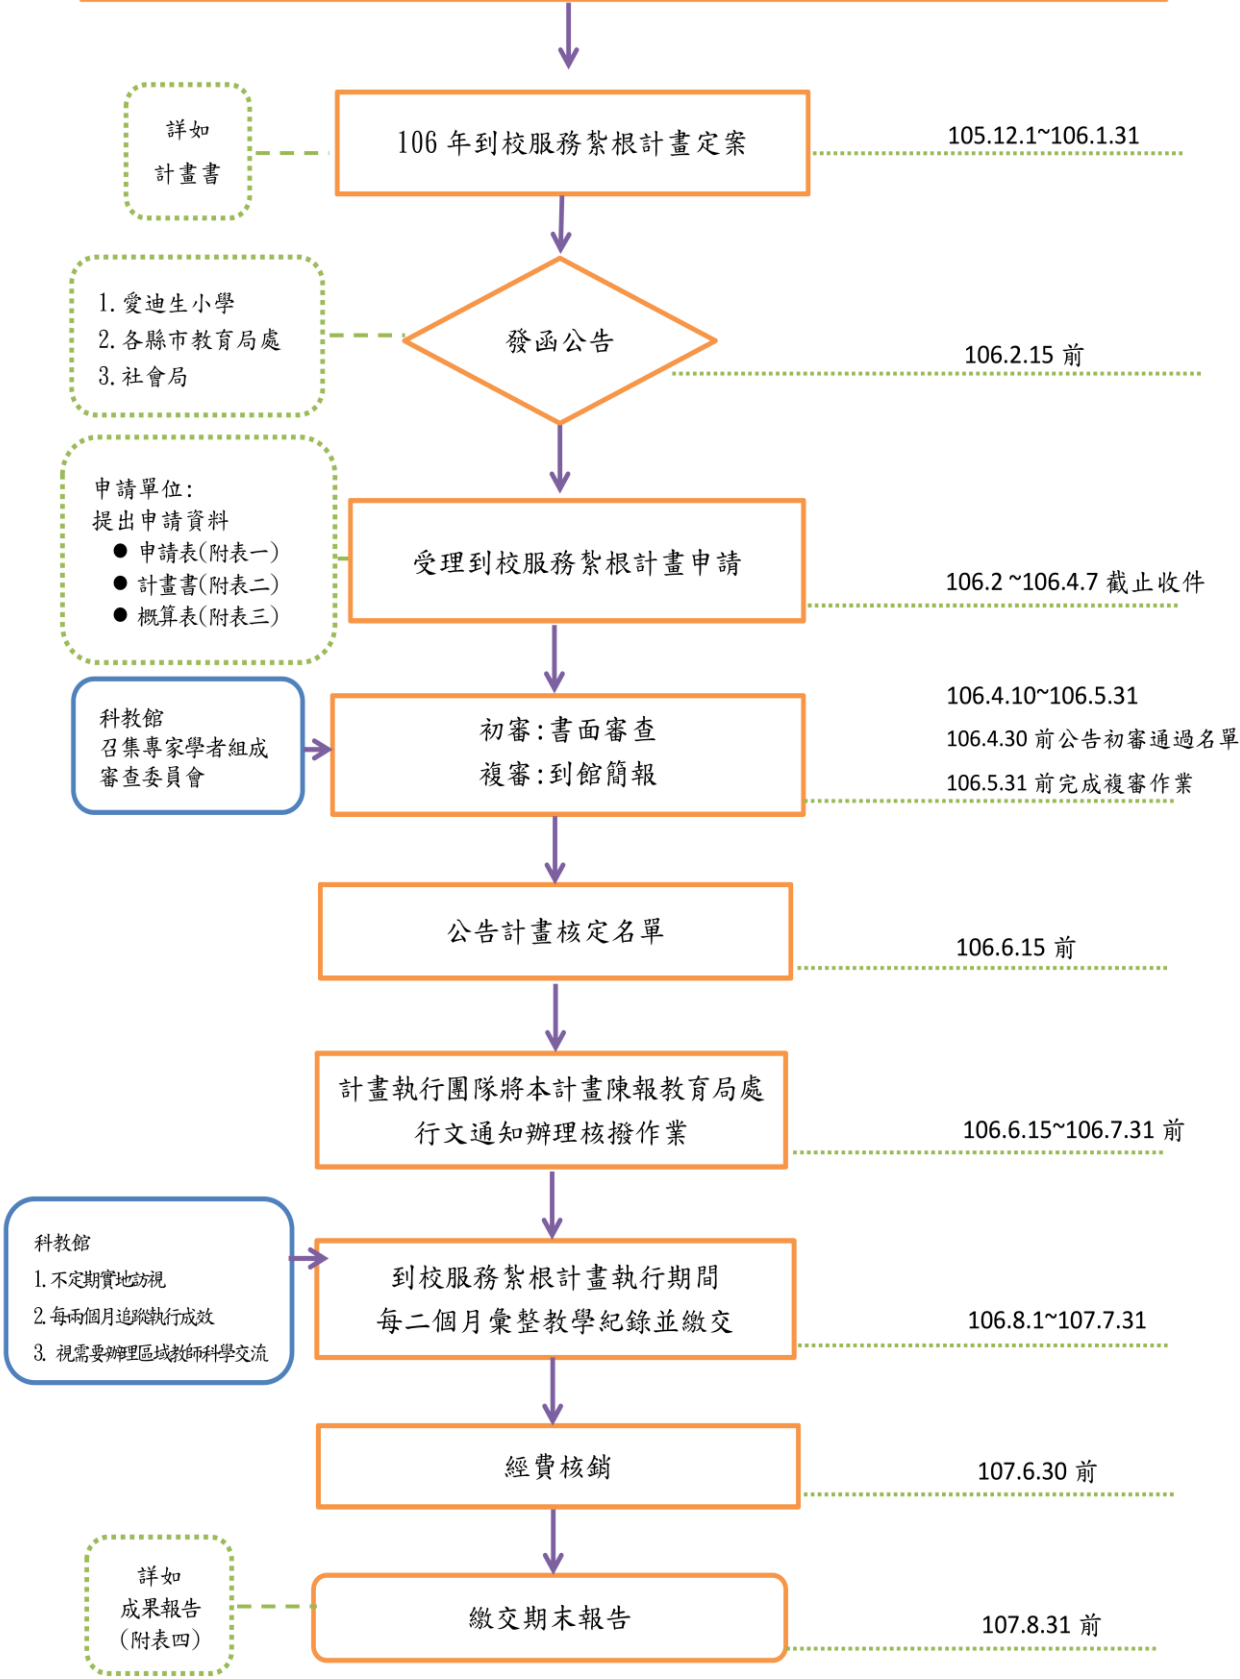 詳如
計畫書
106 年到校服務紮根計畫定案
105.12.1~106.1.31
1. 愛迪生小學
2. 各縣市教育局處
3. 社會局
發函公告
106.2.15 前
申請單位:
提出申請資料
● 申請表(附表一)
● 計畫書(附表二)
● 概算表(附表三)
受理到校服務紮根計畫申請
106.2 ~106.4.7 截止收件
科教館
召集專家學者組成
審查委員會
初審:書面審查
複審:到館簡報
106.4.10~106.5.31
106.4.30 前公告初審通過名單
106.5.31 前完成複審作業
公告計畫核定名單
106.6.15 前
計畫執行團隊將本計畫陳報教育局處
行文通知辦理核撥作業
106.6.15~106.7.31 前
科教館
1. 不定期實地訪視
2. 每兩個月追蹤執行成效
3. 視需要辦理區域教師科學交流
到校服務紮根計畫執行期間
每二個月彙整教學紀錄並繳交
106.8.1~107.7.31
經費核銷
107.6.30 前
詳如
成果報告
(附表四)
繳交期末報告
107.8.31 前